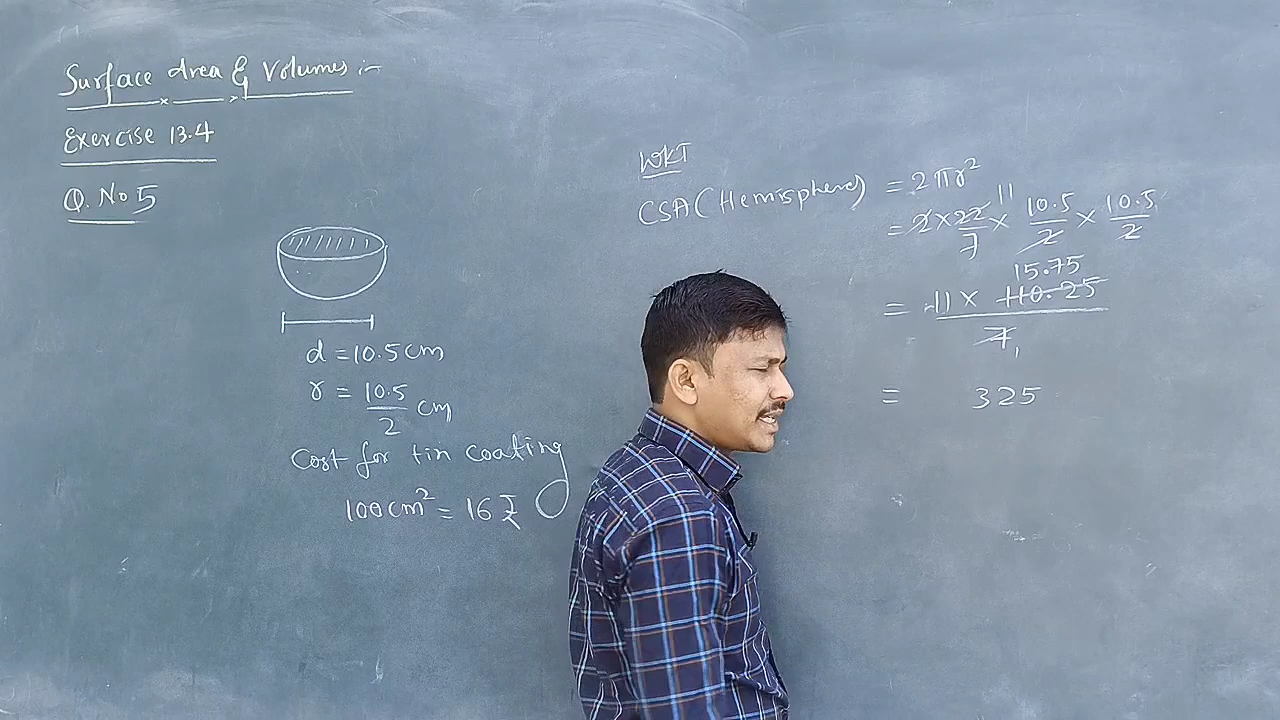 Surface Area & Volumes :-
Exercise 13.4
Q. No 5
d = 10.5 cm
r = 10.5/2 cm
Cost for tin coating
100 cm² = 16 ₹
WKT
CSA (Hemisphere) = 2πr²
= 2 × 22/7 × 10.5/2 × 10.5/2
11
15.75
= 11 × 110.25 / 7
1
= 325